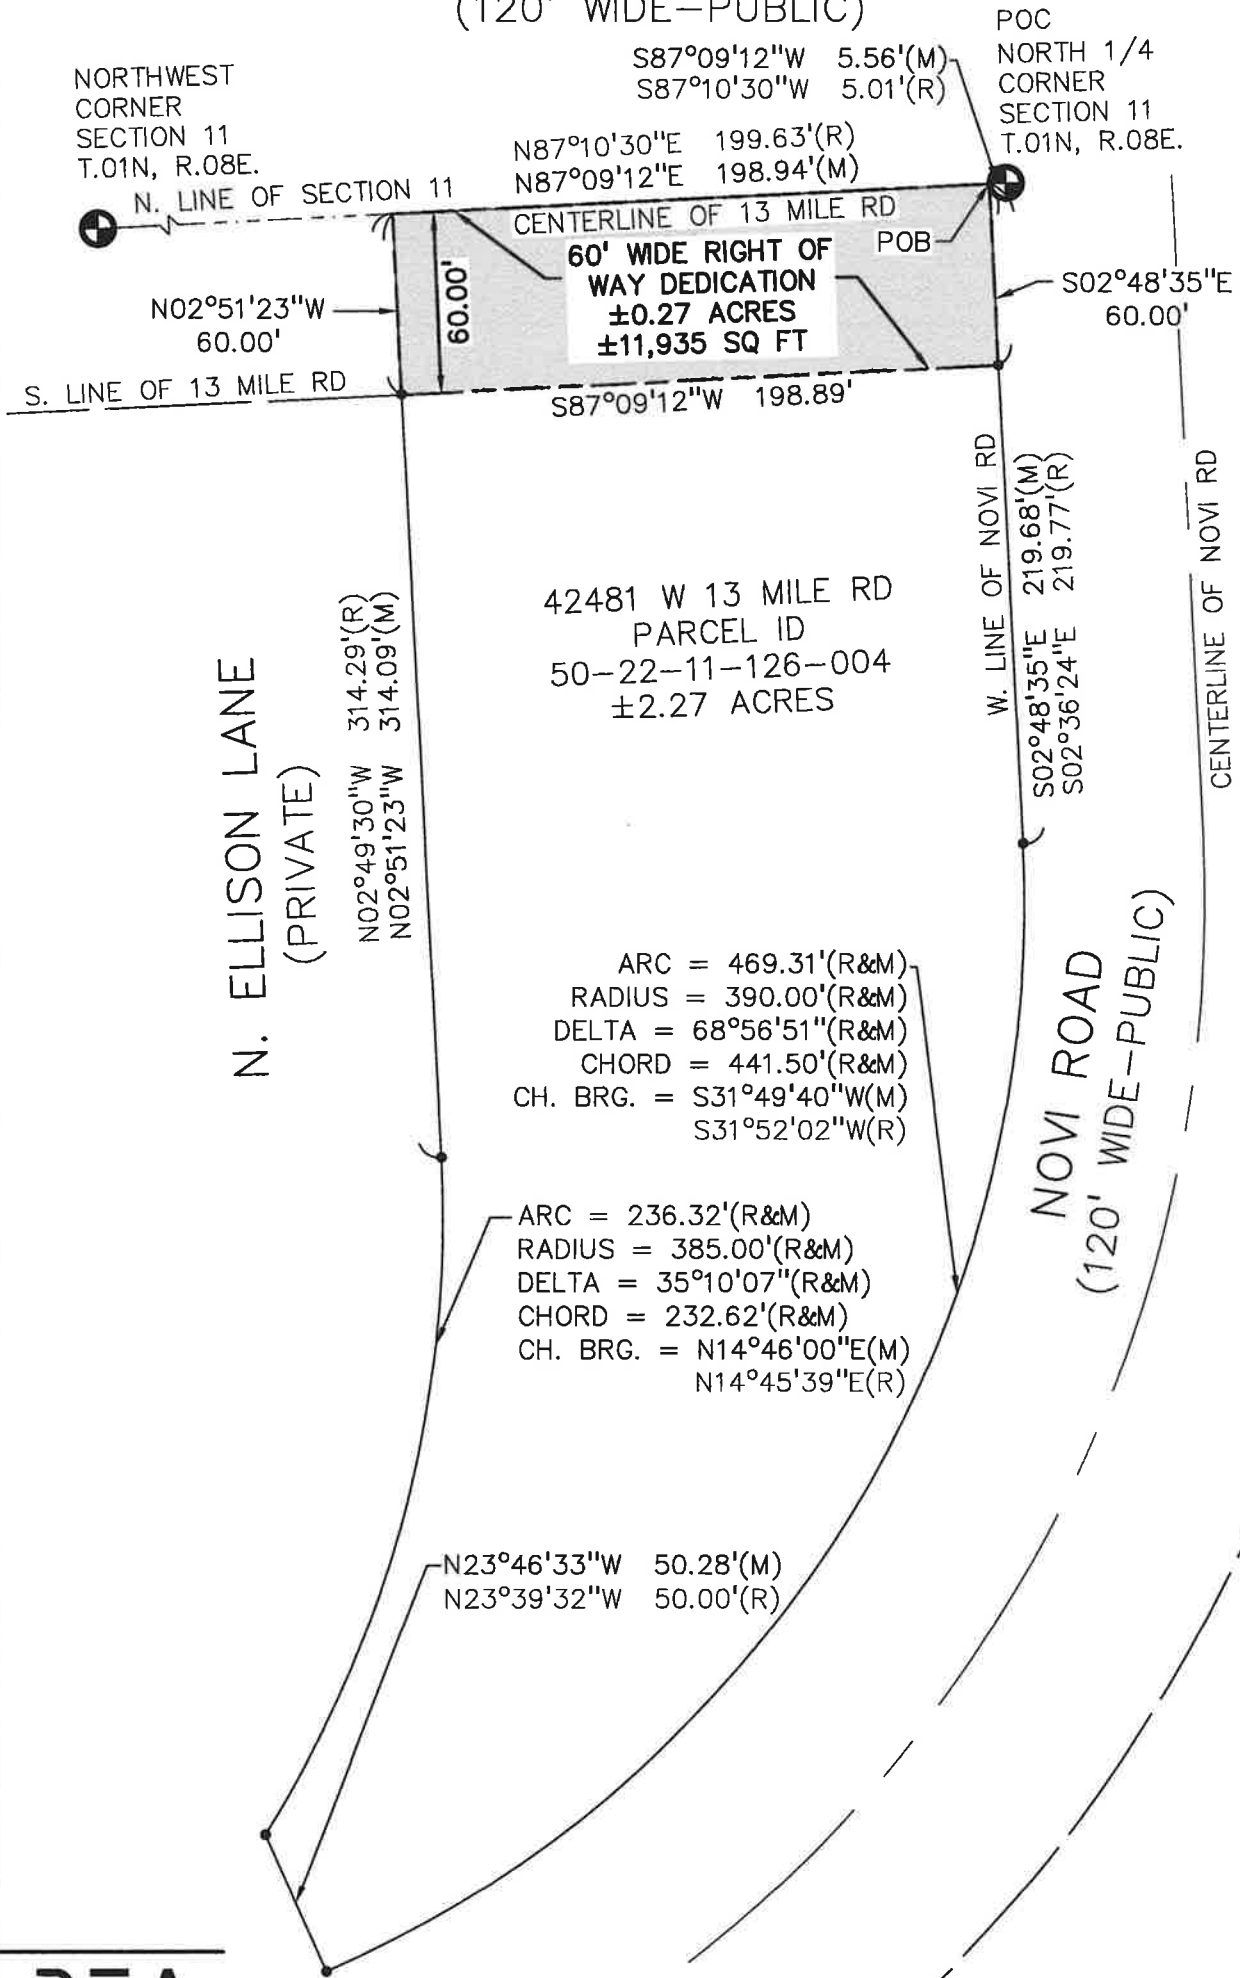 (120' WIDE-PUBLIC)
POC
NORTH 1/4
CORNER
SECTION 11
T.01N, R.08E.
S87°09'12"W 5.56'(M)
S87°10'30"W 5.01'(R)
NORTHWEST
CORNER
SECTION 11
T.01N, R.08E.
N87°10'30"E 199.63'(R)
N87°09'12"E 198.94'(M)
N. LINE OF SECTION 11
CENTERLINE OF 13 MILE RD
POB
60' WIDE RIGHT OF
WAY DEDICATION
±0.27 ACRES
±11,935 SQ FT
60.00'
N02°51'23"W
60.00'
S02°48'35"E
60.00'
S. LINE OF 13 MILE RD
S87°09'12"W 198.89'
W. LINE OF NOVI RD
S02°48'35"E 219.68'(M)
S02°36'24"E 219.77'(R)
CENTERLINE OF NOVI RD
42481 W 13 MILE RD
PARCEL ID
50-22-11-126-004
±2.27 ACRES
N. ELLISON LANE
(PRIVATE)
N02°49'30"W 314.29'(R)
N02°51'23"W 314.09'(M)
ARC = 469.31'(R&M)
RADIUS = 390.00'(R&M)
DELTA = 68°56'51"(R&M)
CHORD = 441.50'(R&M)
CH. BRG. = S31°49'40"W(M)
S31°52'02"W(R)
NOVI ROAD
(120' WIDE-PUBLIC)
ARC = 236.32'(R&M)
RADIUS = 385.00'(R&M)
DELTA = 35°10'07"(R&M)
CHORD = 232.62'(R&M)
CH. BRG. = N14°46'00"E(M)
N14°45'39"E(R)
N23°46'33"W 50.28'(M)
N23°39'32"W 50.00'(R)